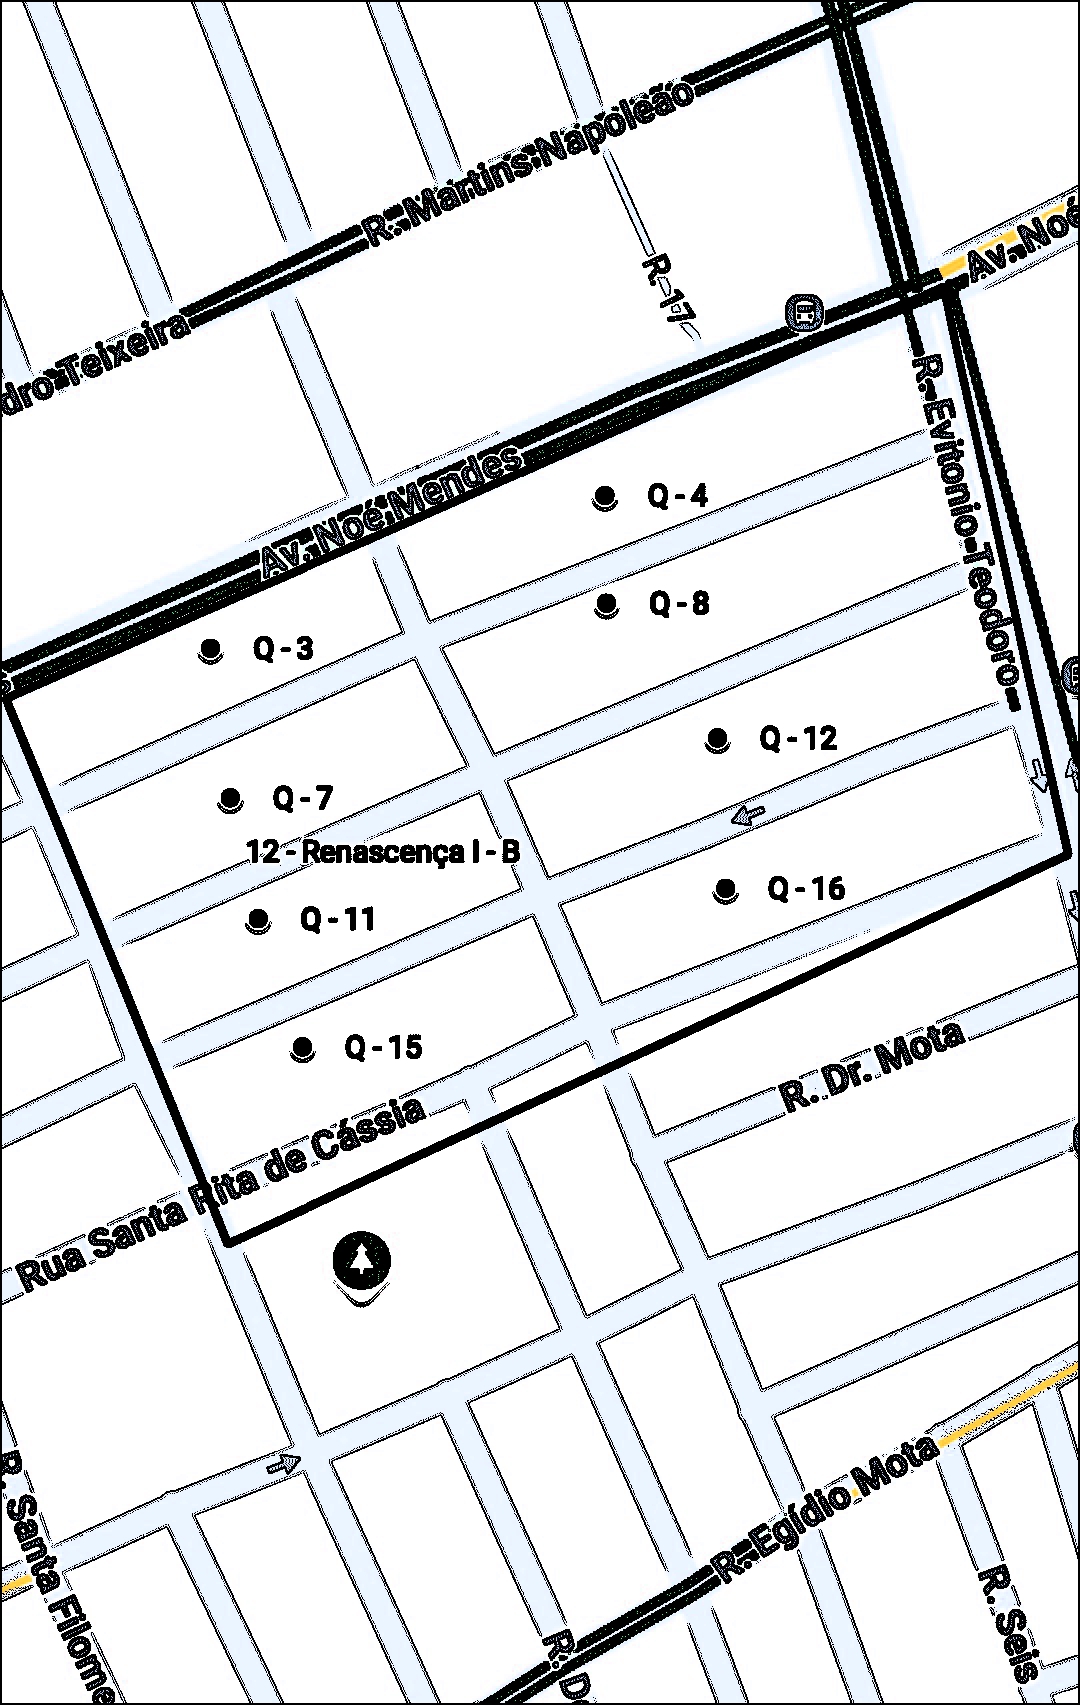 R. Martins Napoleão
dro Teixeira
R. 17
Av. Noé
R. Evitonio Teodoro
Av. Noé Mendes
Q - 4
Q - 8
Q - 3
Q - 12
Q - 7
12 - Renascença I - B
Q - 16
Q - 11
Q - 15
R. Dr. Mota
Rua Santa Rita de Cássia
R. Egídio Mota
R. Santa Filome
R. Seis
R. Do